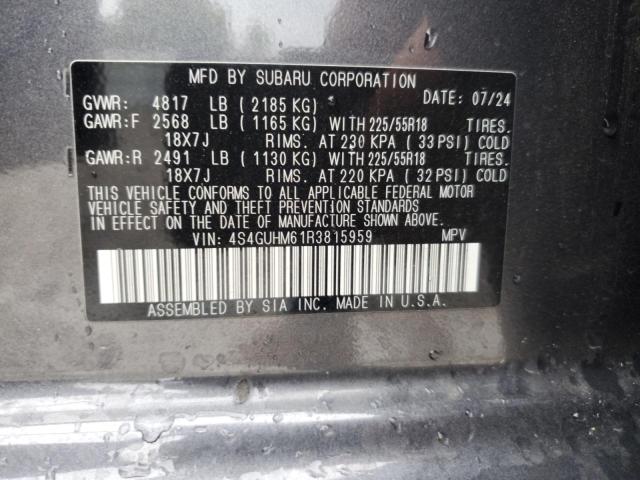 MFD BY SUBARU CORPORATION
GVWR: 4817 LB (2185 KG) DATE: 07/24
GAWR:F 2568 LB (1165 KG) WITH 225/55R18 TIRES.
18X7J RIMS. AT 230 KPA (33 PSI) COLD
GAWR:R 2491 LB (1130 KG) WITH 225/55R18 TIRES.
18X7J RIMS. AT 220 KPA (32 PSI) COLD
THIS VEHICLE CONFORMS TO ALL APPLICABLE FEDERAL MOTOR
VEHICLE SAFETY AND THEFT PREVENTION STANDARDS
IN EFFECT ON THE DATE OF MANUFACTURE SHOWN ABOVE.
VIN: 4S4GUHM61R3815959 MPV
ASSEMBLED BY SIA INC. MADE IN U.S.A.